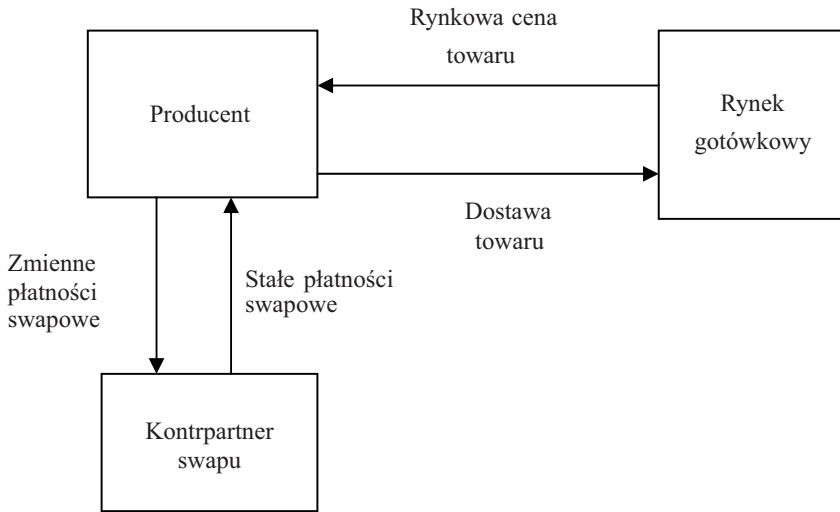 Rynkowa cena
towaru
Producent
Rynek
gotówkowy
Dostawa
towaru
Zmienne
płatności
swapowe
Stałe płatności
swapowe
Kontrpartner
swapu